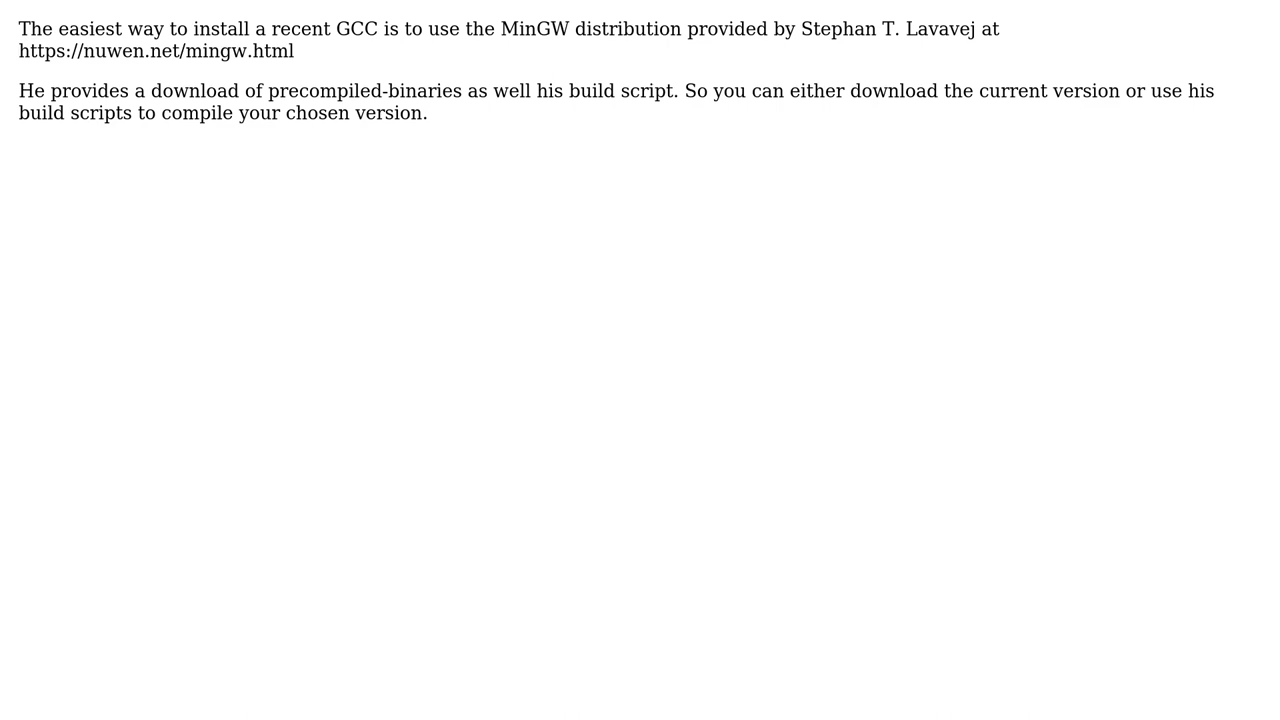 The easiest way to install a recent GCC is to use the MinGW distribution provided by Stephan T. Lavavej at
https://nuwen.net/mingw.html
He provides a download of precompiled-binaries as well his build script. So you can either download the current version or use his
build scripts to compile your chosen version.